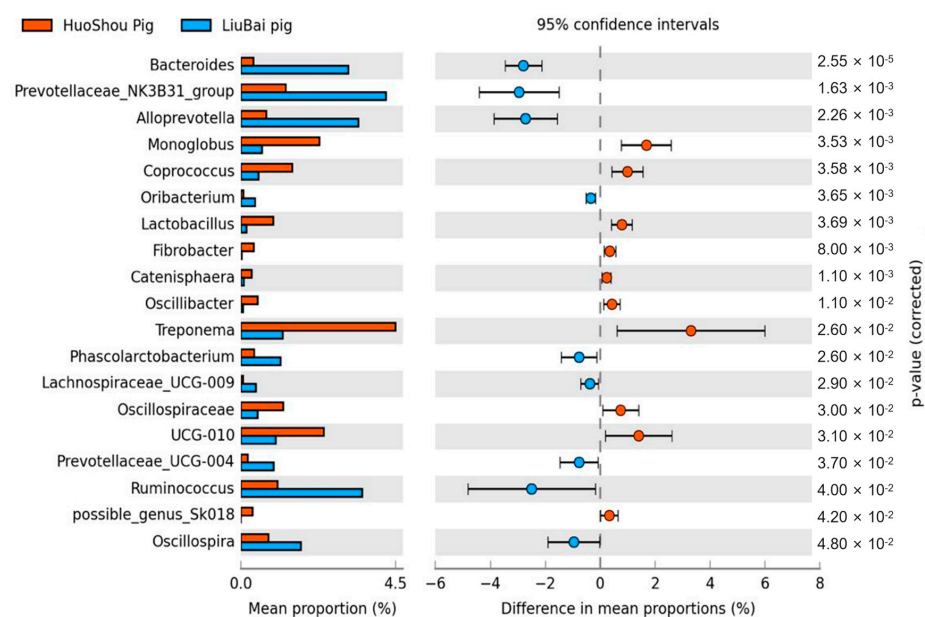 HuoShou Pig LiuBai pig 95% confidence intervals
Bacteroides 2.55 × 10⁻⁵
Prevotellaceae_NK3B31_group 1.63 × 10⁻³
Alloprevotella 2.26 × 10⁻³
Monoglobus 3.53 × 10⁻³
Coprococcus 3.58 × 10⁻³
Oribacterium 3.65 × 10⁻³
Lactobacillus 3.69 × 10⁻³
Fibrobacter 8.00 × 10⁻³
Catenisphaera 1.10 × 10⁻³
Oscillibacter 1.10 × 10⁻²
Treponema 2.60 × 10⁻²
Phascolarctobacterium 2.60 × 10⁻²
Lachnospiraceae_UCG-009 2.90 × 10⁻²
Oscillospiraceae 3.00 × 10⁻²
UCG-010 3.10 × 10⁻²
Prevotellaceae_UCG-004 3.70 × 10⁻²
Ruminococcus 4.00 × 10⁻²
possible_genus_Sk018 4.20 × 10⁻²
Oscillospira 4.80 × 10⁻²
p-value (corrected)
0.0 4.5 −6 −4 −2 0 2 4 6 8
Mean proportion (%) Difference in mean proportions (%)